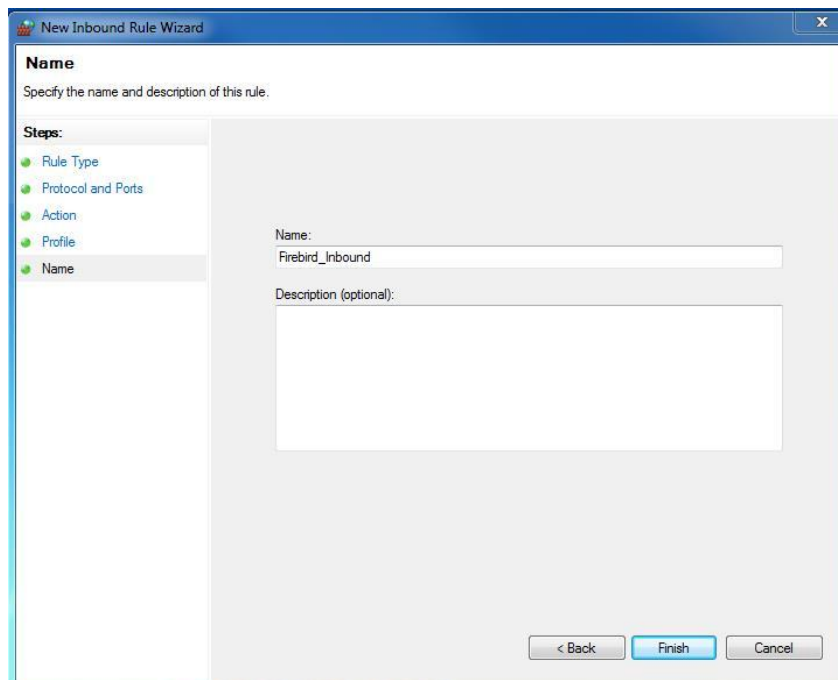 New Inbound Rule Wizard
X
Name
Specify the name and description of this rule.
Steps:
Rule Type
Protocol and Ports
Action
Profile
Name
Name:
Firebird_Inbound
Description (optional):
< Back Finish Cancel